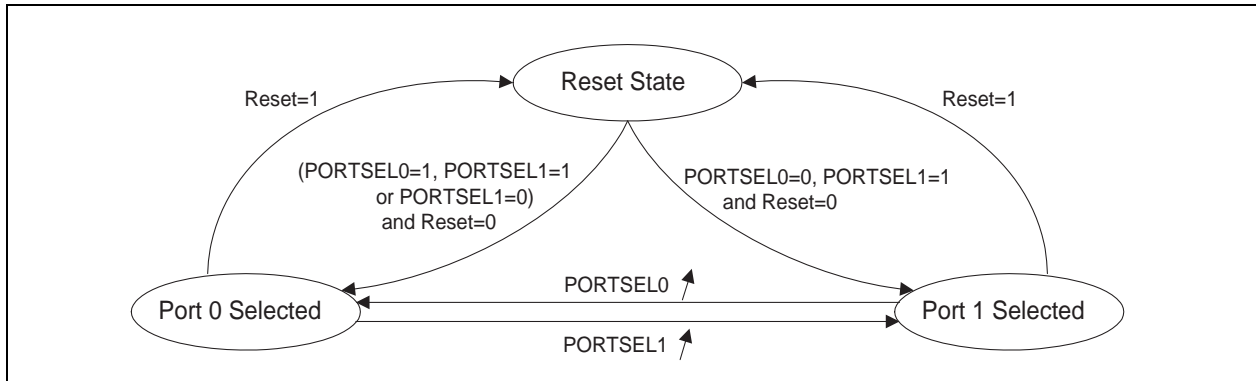 Reset State
Reset=1
Reset=1
(PORTSEL0=1, PORTSEL1=1
or PORTSEL1=0)
and Reset=0
PORTSEL0=0, PORTSEL1=1
and Reset=0
PORTSEL0
Port 0 Selected
Port 1 Selected
PORTSEL1